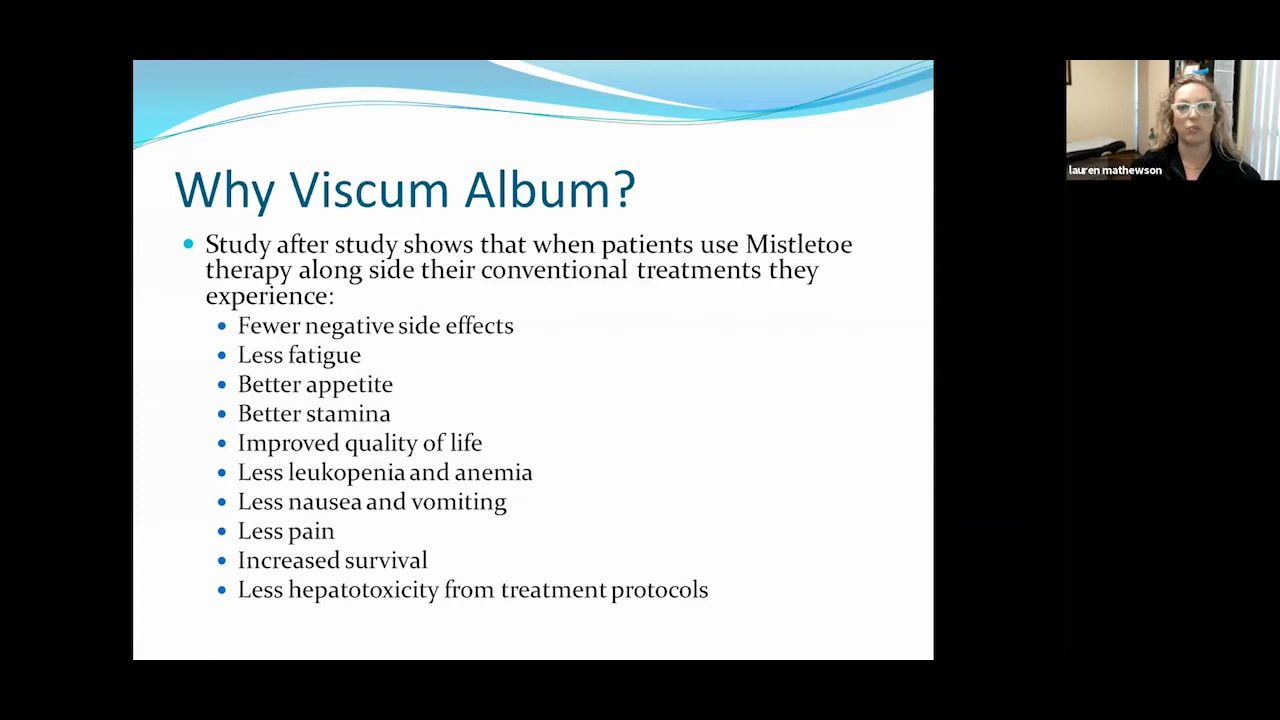 Why Viscum Album?
Study after study shows that when patients use Mistletoe
therapy along side their conventional treatments they
experience:
Fewer negative side effects
Less fatigue
Better appetite
Better stamina
Improved quality of life
Less leukopenia and anemia
Less nausea and vomiting
Less pain
Increased survival
Less hepatotoxicity from treatment protocols
lauren mathewson